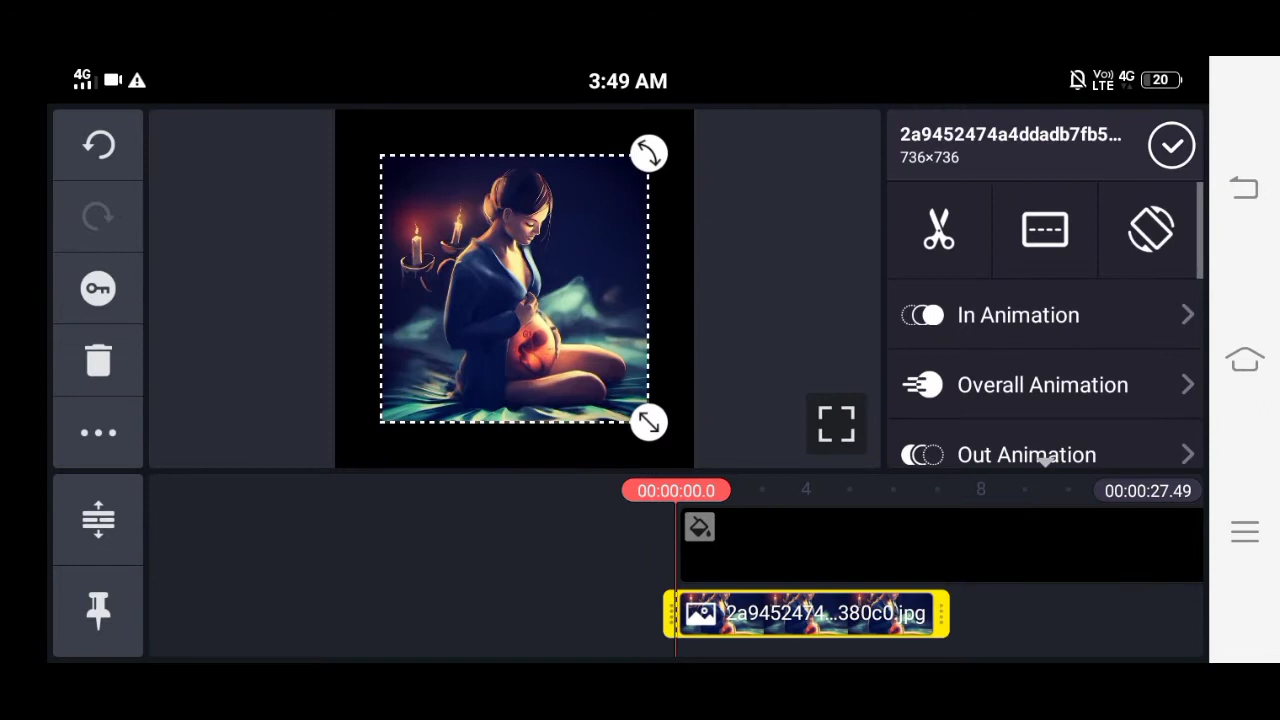 4G
3:49 AM
Vo)) LTE 4G 20
2a9452474a4ddadb7fb5...
736×736
In Animation
Overall Animation
Out Animation
00:00:00.0
4
8
00:00:27.49
2a9452474...380c0.jpg